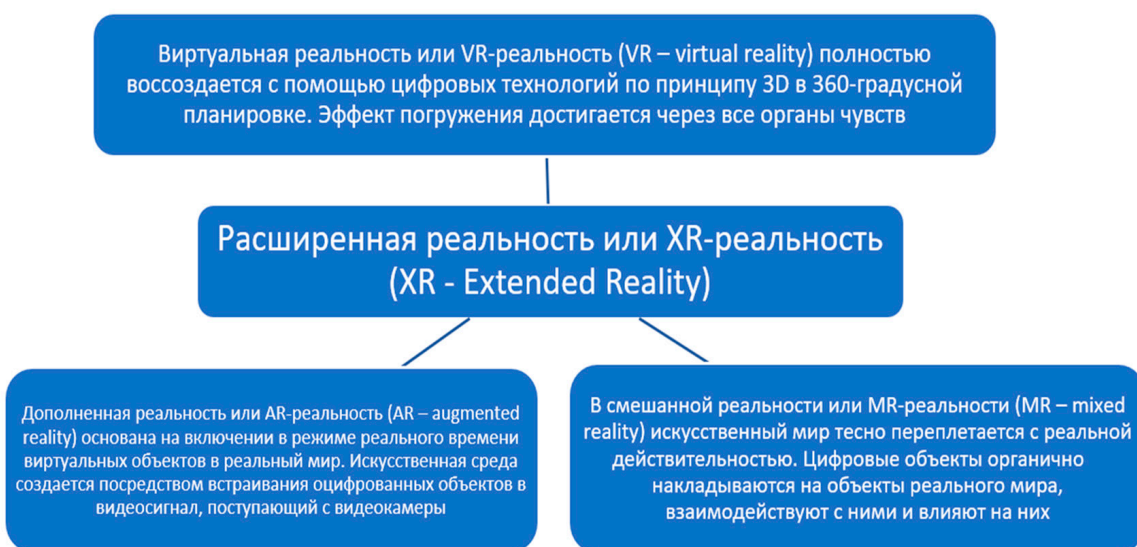 Виртуальная реальность или VR-реальность (VR – virtual reality) полностью
воссоздается с помощью цифровых технологий по принципу 3D в 360-градусной
планировке. Эффект погружения достигается через все органы чувств
Расширенная реальность или XR-реальность
(XR - Extended Reality)
Дополненная реальность или AR-реальность (AR – augmented
reality) основана на включении в режиме реального времени
виртуальных объектов в реальный мир. Искусственная среда
создается посредством встраивания оцифрованных объектов в
видеосигнал, поступающий с видеокамеры
В смешанной реальности или MR-реальности (MR – mixed
reality) искусственный мир тесно переплетается с реальной
действительностью. Цифровые объекты органично
накладываются на объекты реального мира,
взаимодействуют с ними и влияют на них